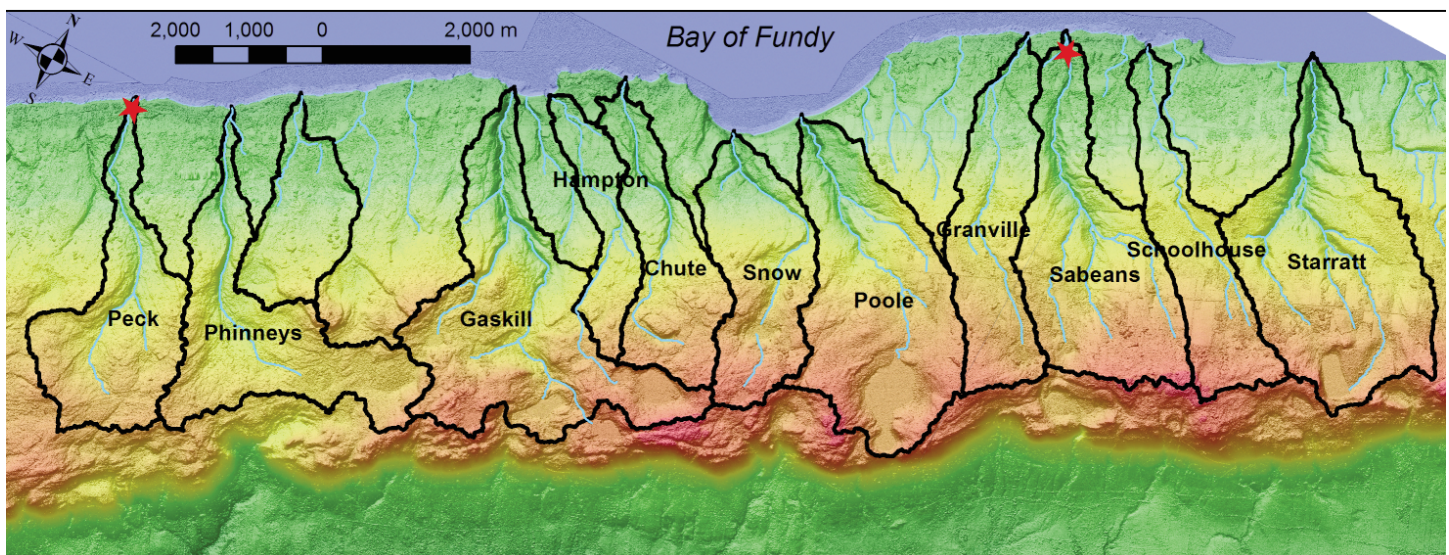 N
W
E
S
2,000 1,000 0 2,000 m
Bay of Fundy
Hampton
Granville
Schoolhouse
Chute
Snow
Sabeans
Starratt
Poole
Peck
Gaskill
Phinneys